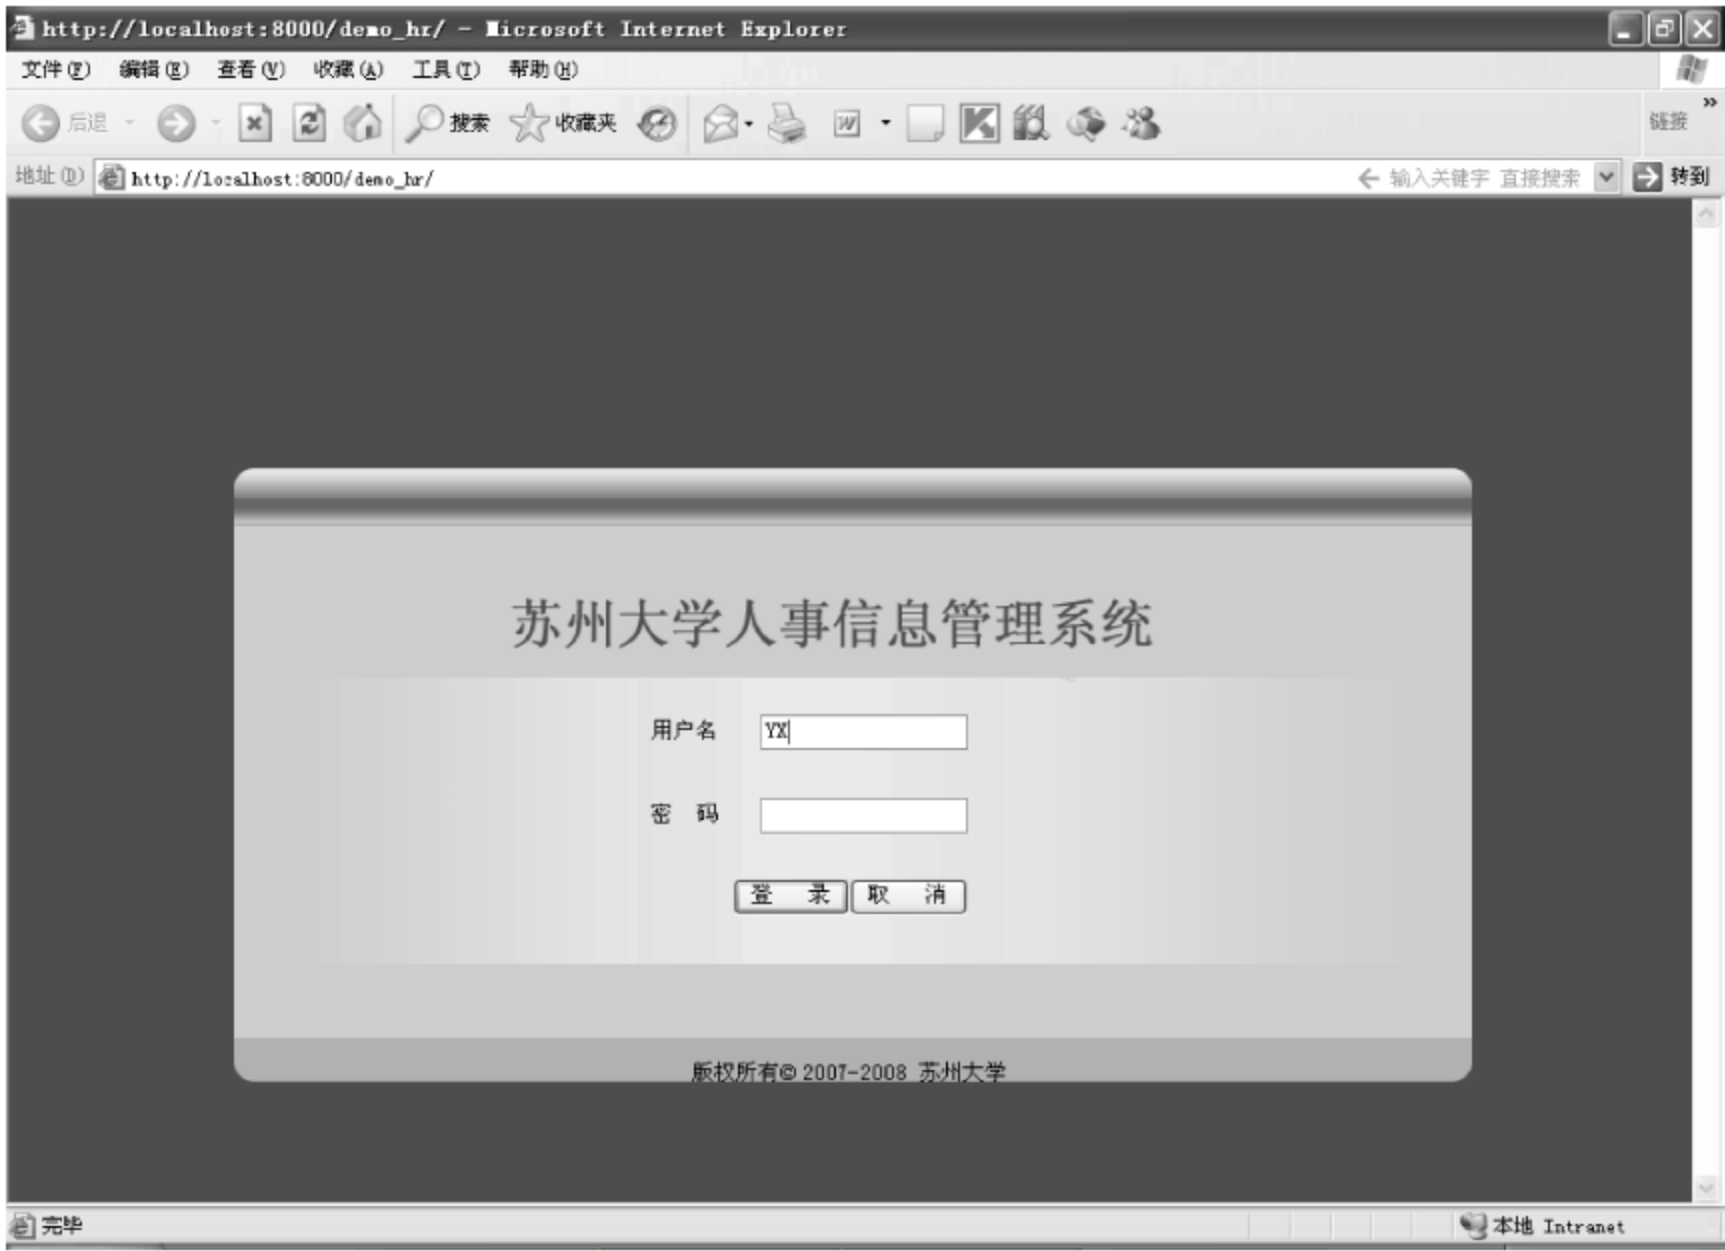 http://localhost:8000/demo_hr/ - Microsoft Internet Explorer
文件(F) 编辑(E) 查看(V) 收藏(A) 工具(T) 帮助(H)
后退 搜索 收藏夹 W 链接 »
地址(D) http://localhost:8000/demo_hr/ 输入关键字 直接搜索 转到
苏州大学人事信息管理系统
用户名 YX
密 码
登 录 取 消
版权所有© 2007-2008 苏州大学
完毕 本地 Intranet